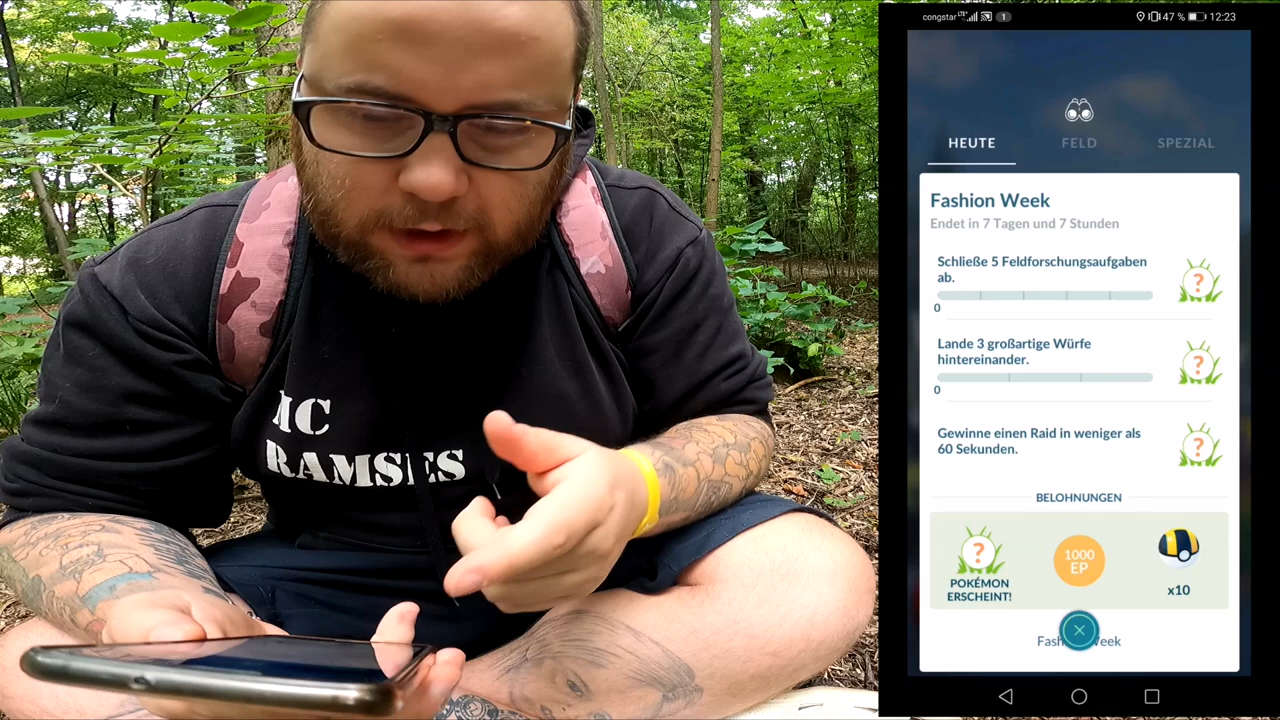 MC
RAMSES
congstar
1
47 %
12:23
HEUTE
FELD
SPEZIAL
Fashion Week
Endet in 7 Tagen und 7 Stunden
Schließe 5 Feldforschungsaufgaben
ab.
?
0
Lande 3 großartige Würfe
hintereinander.
?
0
Gewinne einen Raid in weniger als
60 Sekunden.
?
BELOHNUNGEN
?
POKÉMON
ERSCHEINT!
1000
EP
x10